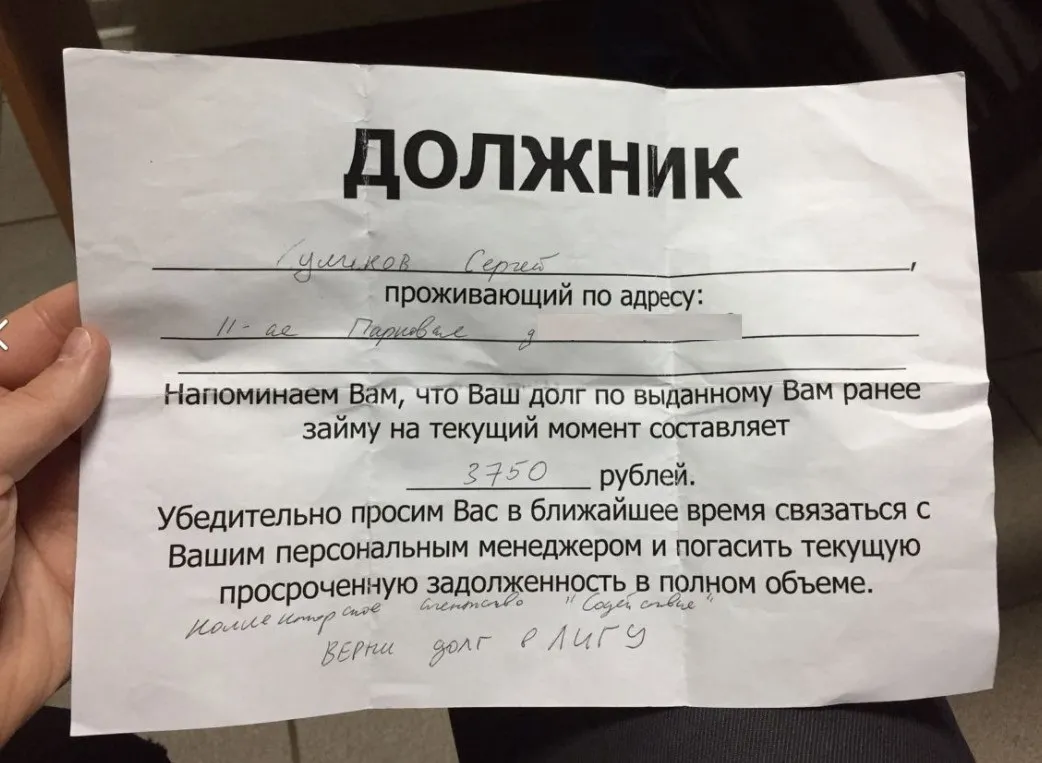 ДОЛЖНИК
Сергей ,
проживающий по адресу:
11-ая Парковая д
Напоминаем Вам, что Ваш долг по выданному Вам ранее
займу на текущий момент составляет
3750 рублей.
Убедительно просим Вас в ближайшее время связаться с
Вашим персональным менеджером и погасить текущую
просроченную задолженность в полном объеме.
Коллекторское агентство "Содействие"
ВЕРНИ ДОЛГ в ЛИГУ